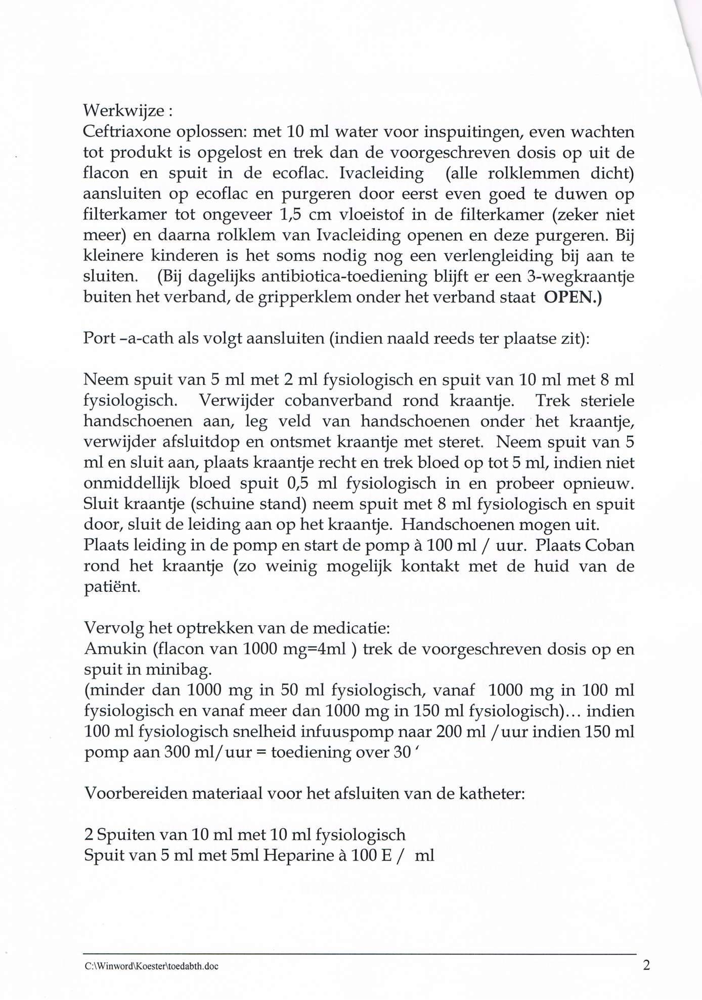 Werkwijze :
Ceftriaxone oplossen: met 10 ml water voor inspuitingen, even wachten
tot produkt is opgelost en trek dan de voorgeschreven dosis op uit de
flacon en spuit in de ecoflac. Ivacleiding (alle rolklemmen dicht)
aansluiten op ecoflac en purgeren door eerst even goed te duwen op
filterkamer tot ongeveer 1,5 cm vloeistof in de filterkamer (zeker niet
meer) en daarna rolklem van Ivacleiding openen en deze purgeren. Bij
kleinere kinderen is het soms nodig nog een verlengleiding bij aan te
sluiten. (Bij dagelijks antibiotica-toediening blijft er een 3-wegkraantje
buiten het verband, de gripperklem onder het verband staat OPEN.)
Port –a-cath als volgt aansluiten (indien naald reeds ter plaatse zit):
Neem spuit van 5 ml met 2 ml fysiologisch en spuit van 10 ml met 8 ml
fysiologisch. Verwijder cobanverband rond kraantje. Trek steriele
handschoenen aan, leg veld van handschoenen onder het kraantje,
verwijder afsluitdop en ontsmet kraantje met steret. Neem spuit van 5
ml en sluit aan, plaats kraantje recht en trek bloed op tot 5 ml, indien niet
onmiddellijk bloed spuit 0,5 ml fysiologisch in en probeer opnieuw.
Sluit kraantje (schuine stand) neem spuit met 8 ml fysiologisch en spuit
door, sluit de leiding aan op het kraantje. Handschoenen mogen uit.
Plaats leiding in de pomp en start de pomp à 100 ml / uur. Plaats Coban
rond het kraantje (zo weinig mogelijk kontakt met de huid van de
patiënt.
Vervolg het optrekken van de medicatie:
Amukin (flacon van 1000 mg=4ml ) trek de voorgeschreven dosis op en
spuit in minibag.
(minder dan 1000 mg in 50 ml fysiologisch, vanaf 1000 mg in 100 ml
fysiologisch en vanaf meer dan 1000 mg in 150 ml fysiologisch)… indien
100 ml fysiologisch snelheid infuuspomp naar 200 ml /uur indien 150 ml
pomp aan 300 ml/uur = toediening over 30 ‘
Voorbereiden materiaal voor het afsluiten van de katheter:
2 Spuiten van 10 ml met 10 ml fysiologisch
Spuit van 5 ml met 5ml Heparine à 100 E / ml
C:\Winword\Koester\toedabth.doc
2